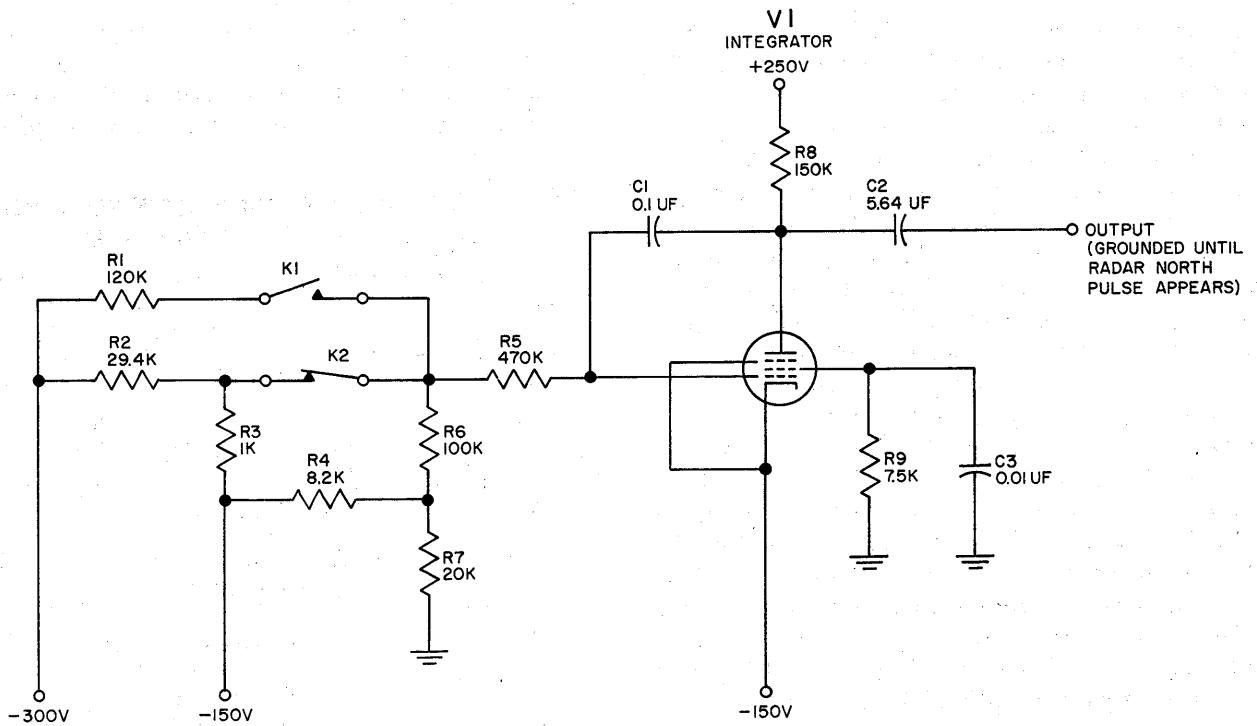 V1
INTEGRATOR
+250V
R8
150K
C1
0.1 UF
C2
5.64 UF
OUTPUT
(GROUNDED UNTIL
RADAR NORTH
PULSE APPEARS)
R1
120K
K1
R2
29.4K
K2
R5
470K
R3
1K
R6
100K
R4
8.2K
R9
7.5K
C3
0.01 UF
R7
20K
-300V
-150V
-150V